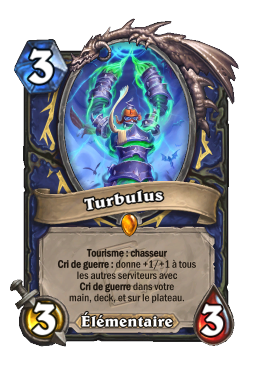 3
Turbulus
Tourisme : chasseur
Cri de guerre : donne +1/+1 à tous
les autres serviteurs avec
Cri de guerre dans votre
main, deck, et sur le plateau.
3
Élémentaire
3